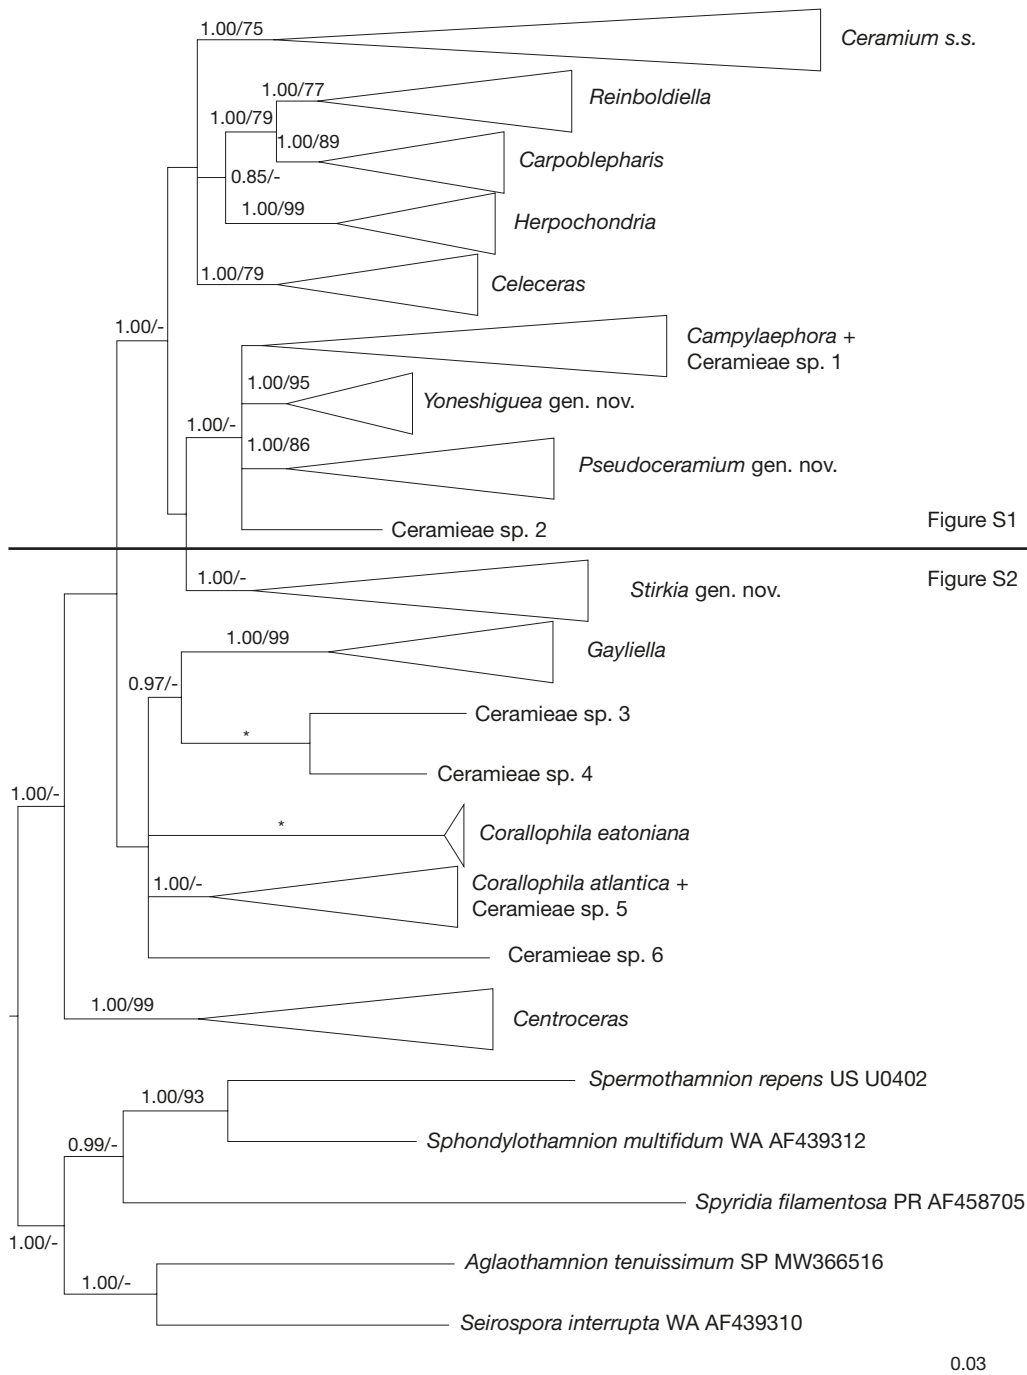 1.00/75
Ceramium s.s.
1.00/77
Reinboldiella
1.00/79
1.00/89
Carpoblepharis
0.85/-
1.00/99
Herpochondria
1.00/79
Celeceras
1.00/-
Campylaephora +
Ceramieae sp. 1
1.00/95
Yoneshiguea gen. nov.
1.00/-
1.00/86
Pseudoceramium gen. nov.
Ceramieae sp. 2
Figure S1
Figure S2
1.00/-
Stirkia gen. nov.
1.00/99
Gayliella
0.97/-
Ceramieae sp. 3
*
Ceramieae sp. 4
1.00/-
*
Corallophila eatoniana
1.00/-
Corallophila atlantica +
Ceramieae sp. 5
Ceramieae sp. 6
1.00/99
Centroceras
Spermothamnion repens US U0402
1.00/93
Sphondylothamnion multifidum WA AF439312
0.99/-
Spyridia filamentosa PR AF458705
1.00/-
Aglaothamnion tenuissimum SP MW366516
1.00/-
Seirospora interrupta WA AF439310
0.03